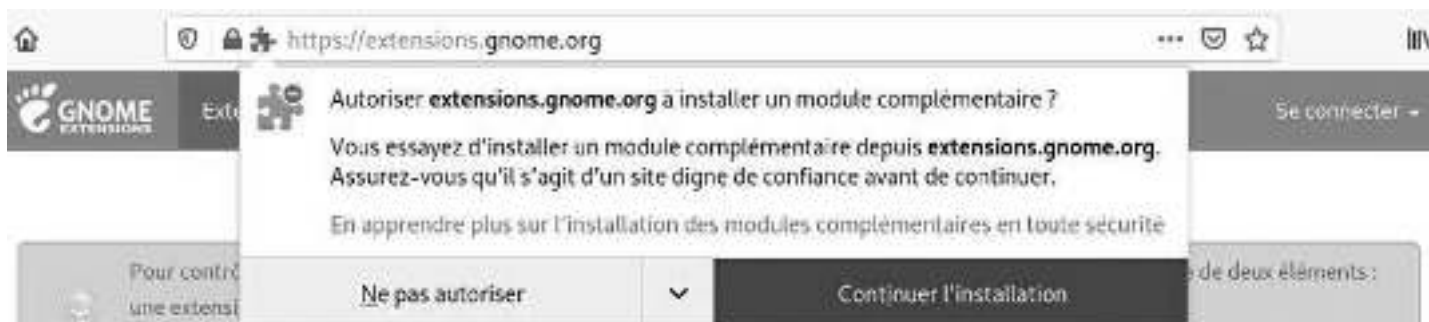 https://extensions.gnome.org
GNOME
EXTENSIONS
Exte
Se connecter
Autoriser extensions.gnome.org à installer un module complémentaire ?
Vous essayez d'installer un module complémentaire depuis extensions.gnome.org.
Assurez-vous qu'il s'agit d'un site digne de confiance avant de continuer.
En apprendre plus sur l'installation des modules complémentaires en toute sécurité
Pour contrô
de deux éléments :
une extensi
Ne pas autoriser
Continuer l'installation